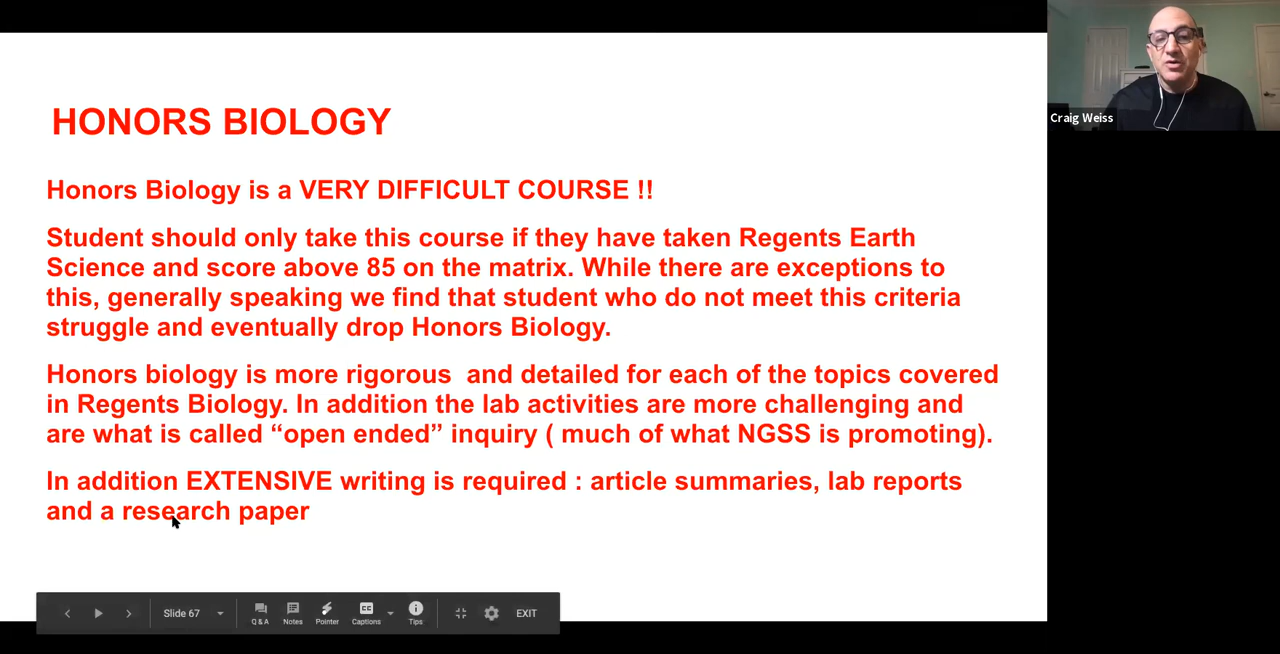 HONORS BIOLOGY
Honors Biology is a VERY DIFFICULT COURSE !!
Student should only take this course if they have taken Regents Earth
Science and score above 85 on the matrix. While there are exceptions to
this, generally speaking we find that student who do not meet this criteria
struggle and eventually drop Honors Biology.
Honors biology is more rigorous  and detailed for each of the topics covered
in Regents Biology. In addition the lab activities are more challenging and
are what is called “open ended” inquiry ( much of what NGSS is promoting).
In addition EXTENSIVE writing is required : article summaries, lab reports
and a research paper
Craig Weiss
Slide 67
Q & A
Notes
Pointer
CC
Captions
Tips
EXIT